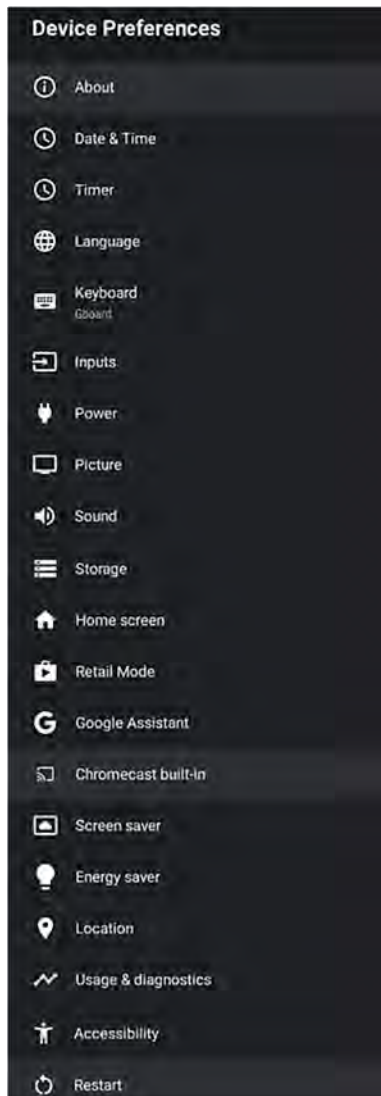 Device Preferences
About
Date & Time
Timer
Language
Keyboard
Gboard
Inputs
Power
Picture
Sound
Storage
Home screen
Retail Mode
Google Assistant
Chromecast built-in
Screen saver
Energy saver
Location
Usage & diagnostics
Accessibility
Restart